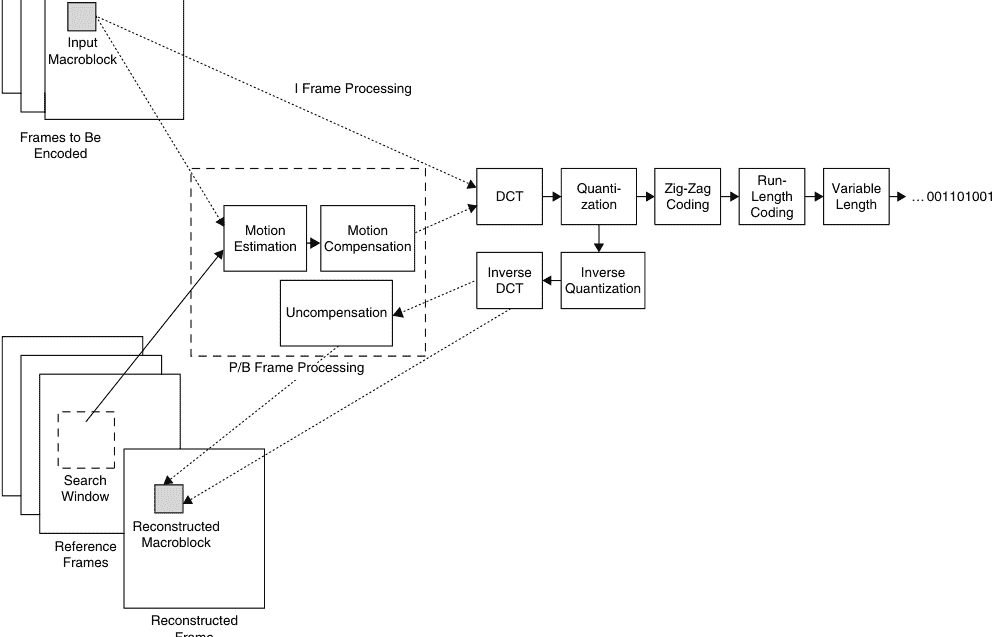 Input
Macroblock
I Frame Processing
Frames to Be
Encoded
DCT
Quanti-
zation
Zig-Zag
Coding
Run-
Length
Coding
Variable
Length
...001101001
Motion
Estimation
Motion
Compensation
Inverse
DCT
Inverse
Quantization
Uncompensation
P/B Frame Processing
Search
Window
Reconstructed
Macroblock
Reference
Frames
Reconstructed
Frame